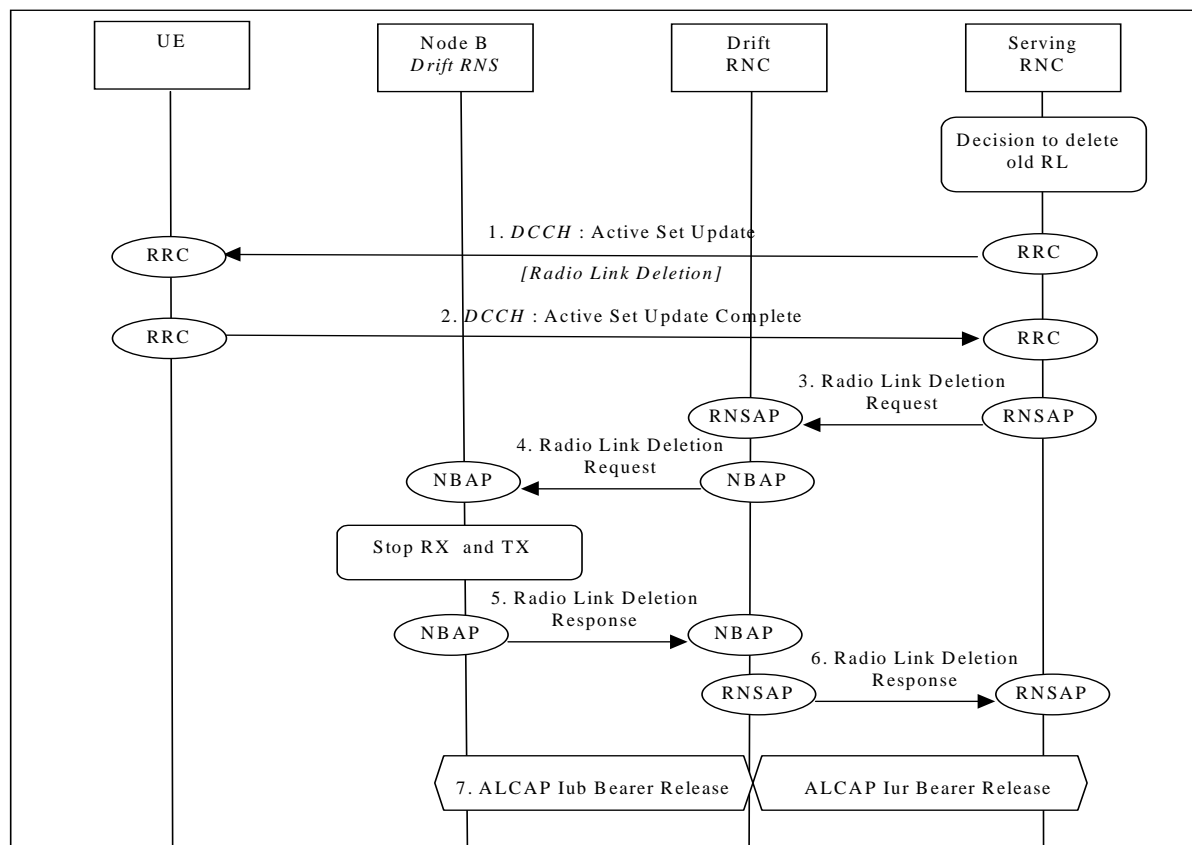 UE
Node B
Drift RNS
Drift
RNC
Serving
RNC
Decision to delete
old RL
1. DCCH : Active Set Update
RRC
RRC
[Radio Link Deletion]
2. DCCH : Active Set Update Complete
RRC
RRC
3. Radio Link Deletion
Request
RNSAP
RNSAP
4. Radio Link Deletion
Request
NBAP
NBAP
Stop RX and TX
5. Radio Link Deletion
Response
NBAP
NBAP
6. Radio Link Deletion
Response
RNSAP
RNSAP
7. ALCAP Iub Bearer Release
ALCAP Iur Bearer Release